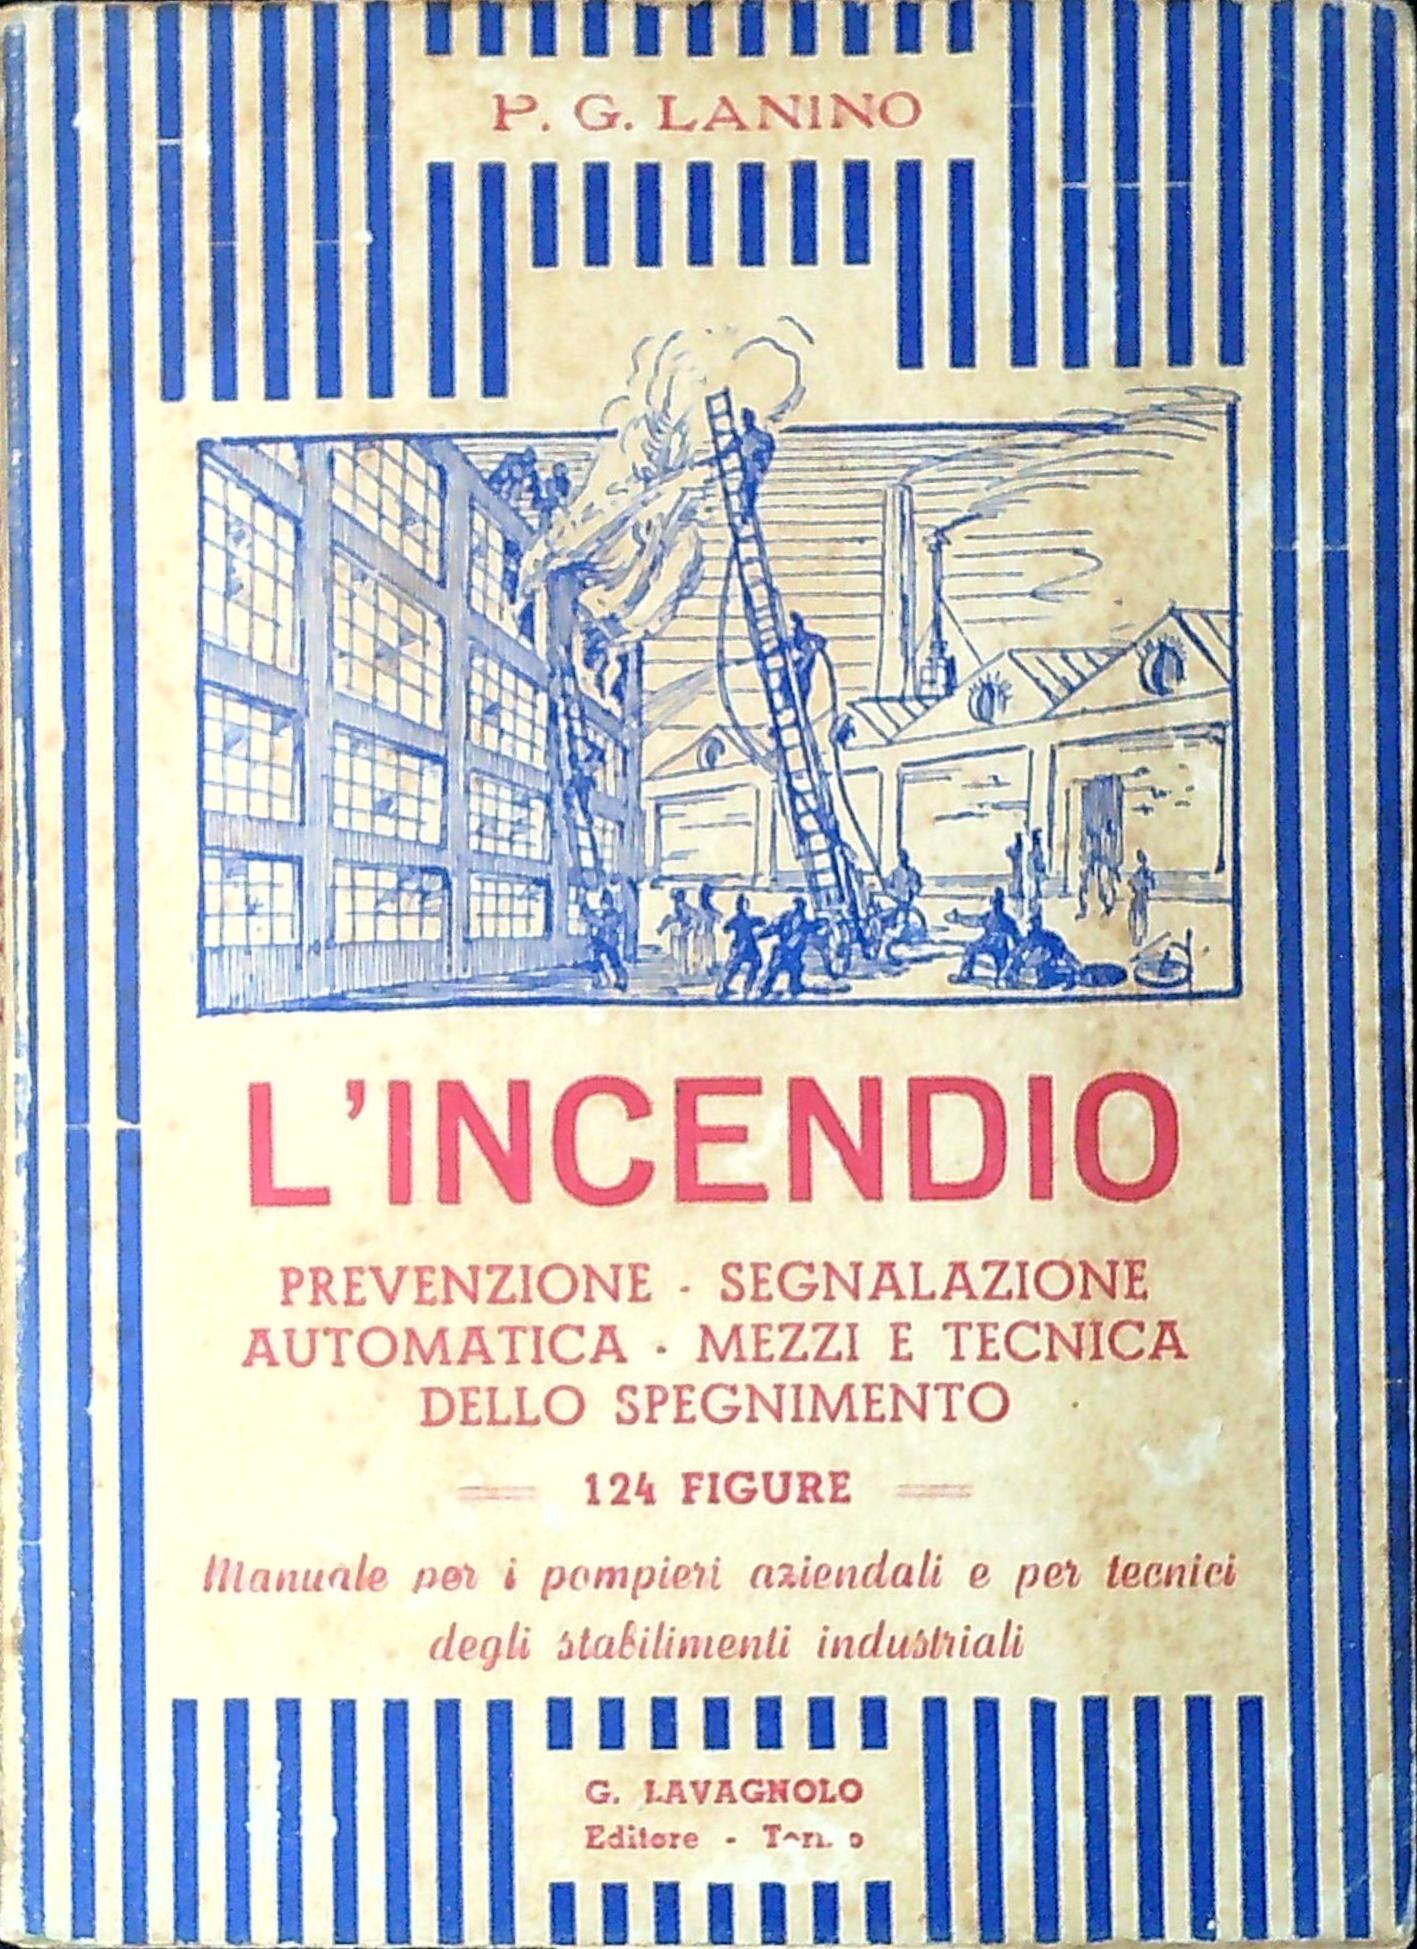 P. G. LANINO
L'INCENDIO
PREVENZIONE - SEGNALAZIONE
AUTOMATICA - MEZZI E TECNICA
DELLO SPEGNIMENTO
124 FIGURE
Manuale per i pompieri aziendali e per tecnici
degli stabilimenti industriali
G. LAVAGNOLO
Editore -